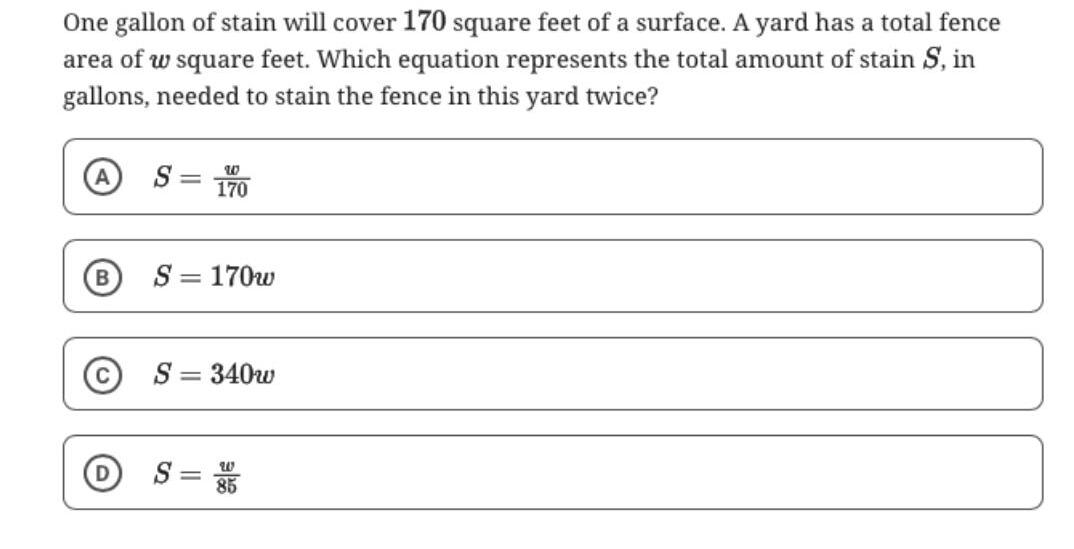 One gallon of stain will cover 170 square feet of a surface. A yard has a total fence
area of w square feet. Which equation represents the total amount of stain S, in
gallons, needed to stain the fence in this yard twice?
A S = w/170
B S = 170w
C S = 340w
D S = w/85